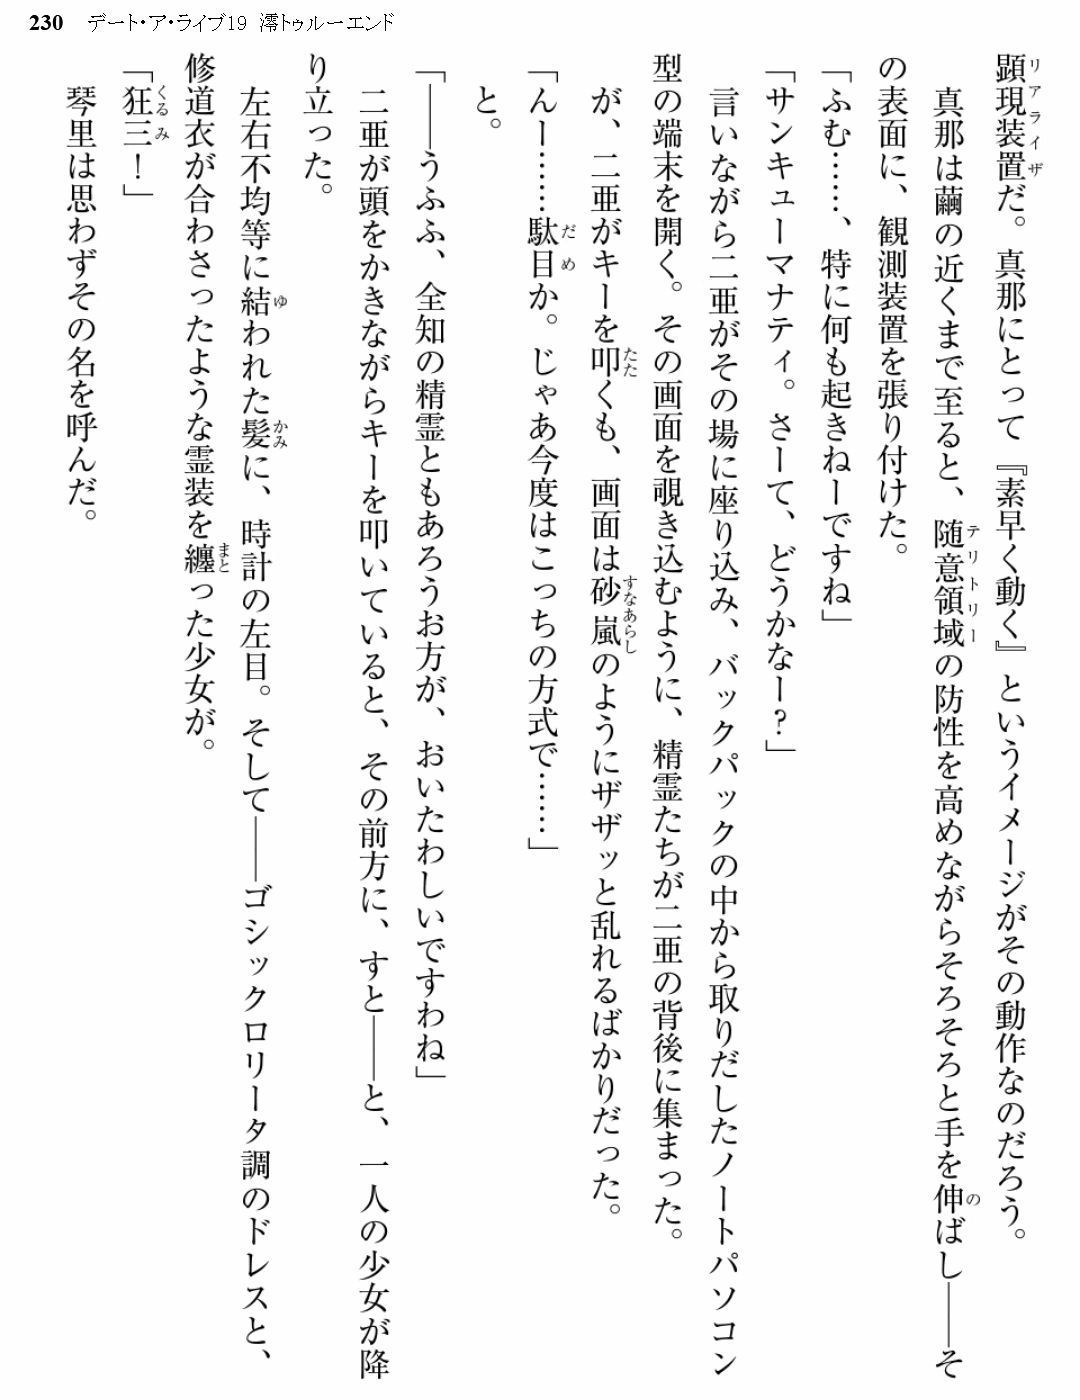 230 デート・ア・ライブ19 澪トゥルーエンド
顕現装置だ。真那にとって『素早く動く』というイメージがその動作なのだろう。
真那は繭の近くまで至ると、随意領域の防性を高めながらそろそろと手を伸ばし――そ
の表面に、観測装置を張り付けた。
「ふむ……、特に何も起きねーですね」
「サンキューマナティ。さーて、どうかなー？」
言いながら二亜がその場に座り込み、バックパックの中から取りだしたノートパソコン
型の端末を開く。その画面を覗き込むように、精霊たちが二亜の背後に集まった。
が、二亜がキーを叩くも、画面は砂嵐のようにザザッと乱れるばかりだった。
「んー……駄目か。じゃあ今度はこっちの方式で……」
と。
「――うふふ、全知の精霊ともあろうお方が、おいたわしいですわね」
二亜が頭をかきながらキーを叩いていると、その前方に、すと――と、一人の少女が降
り立った。
左右不均等に結われた髪に、時計の左目。そして――ゴシックロリータ調のドレスと、
修道衣が合わさったような霊装を纏った少女が。
「狂三！」
琴里は思わずその名を呼んだ。